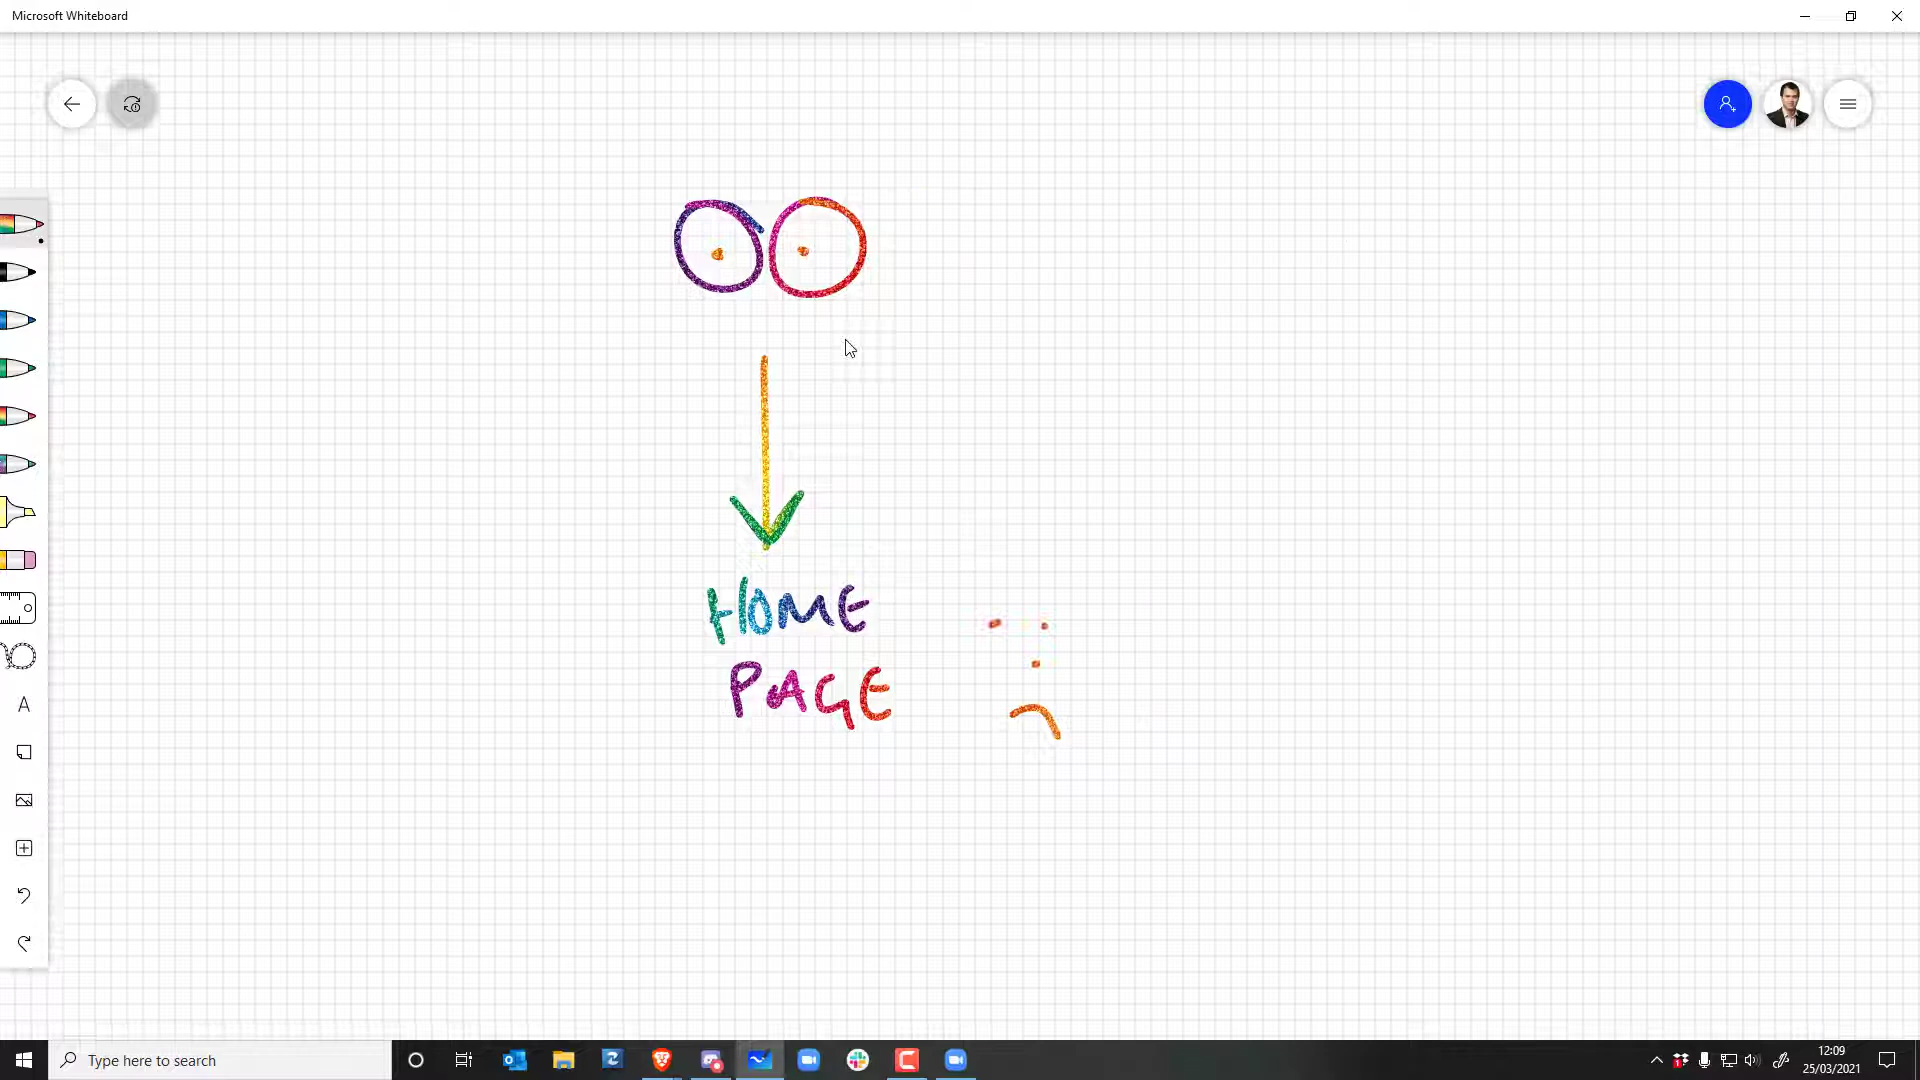 Microsoft Whiteboard
HOME
PAGE
A
Type here to search
12:09
25/03/2021